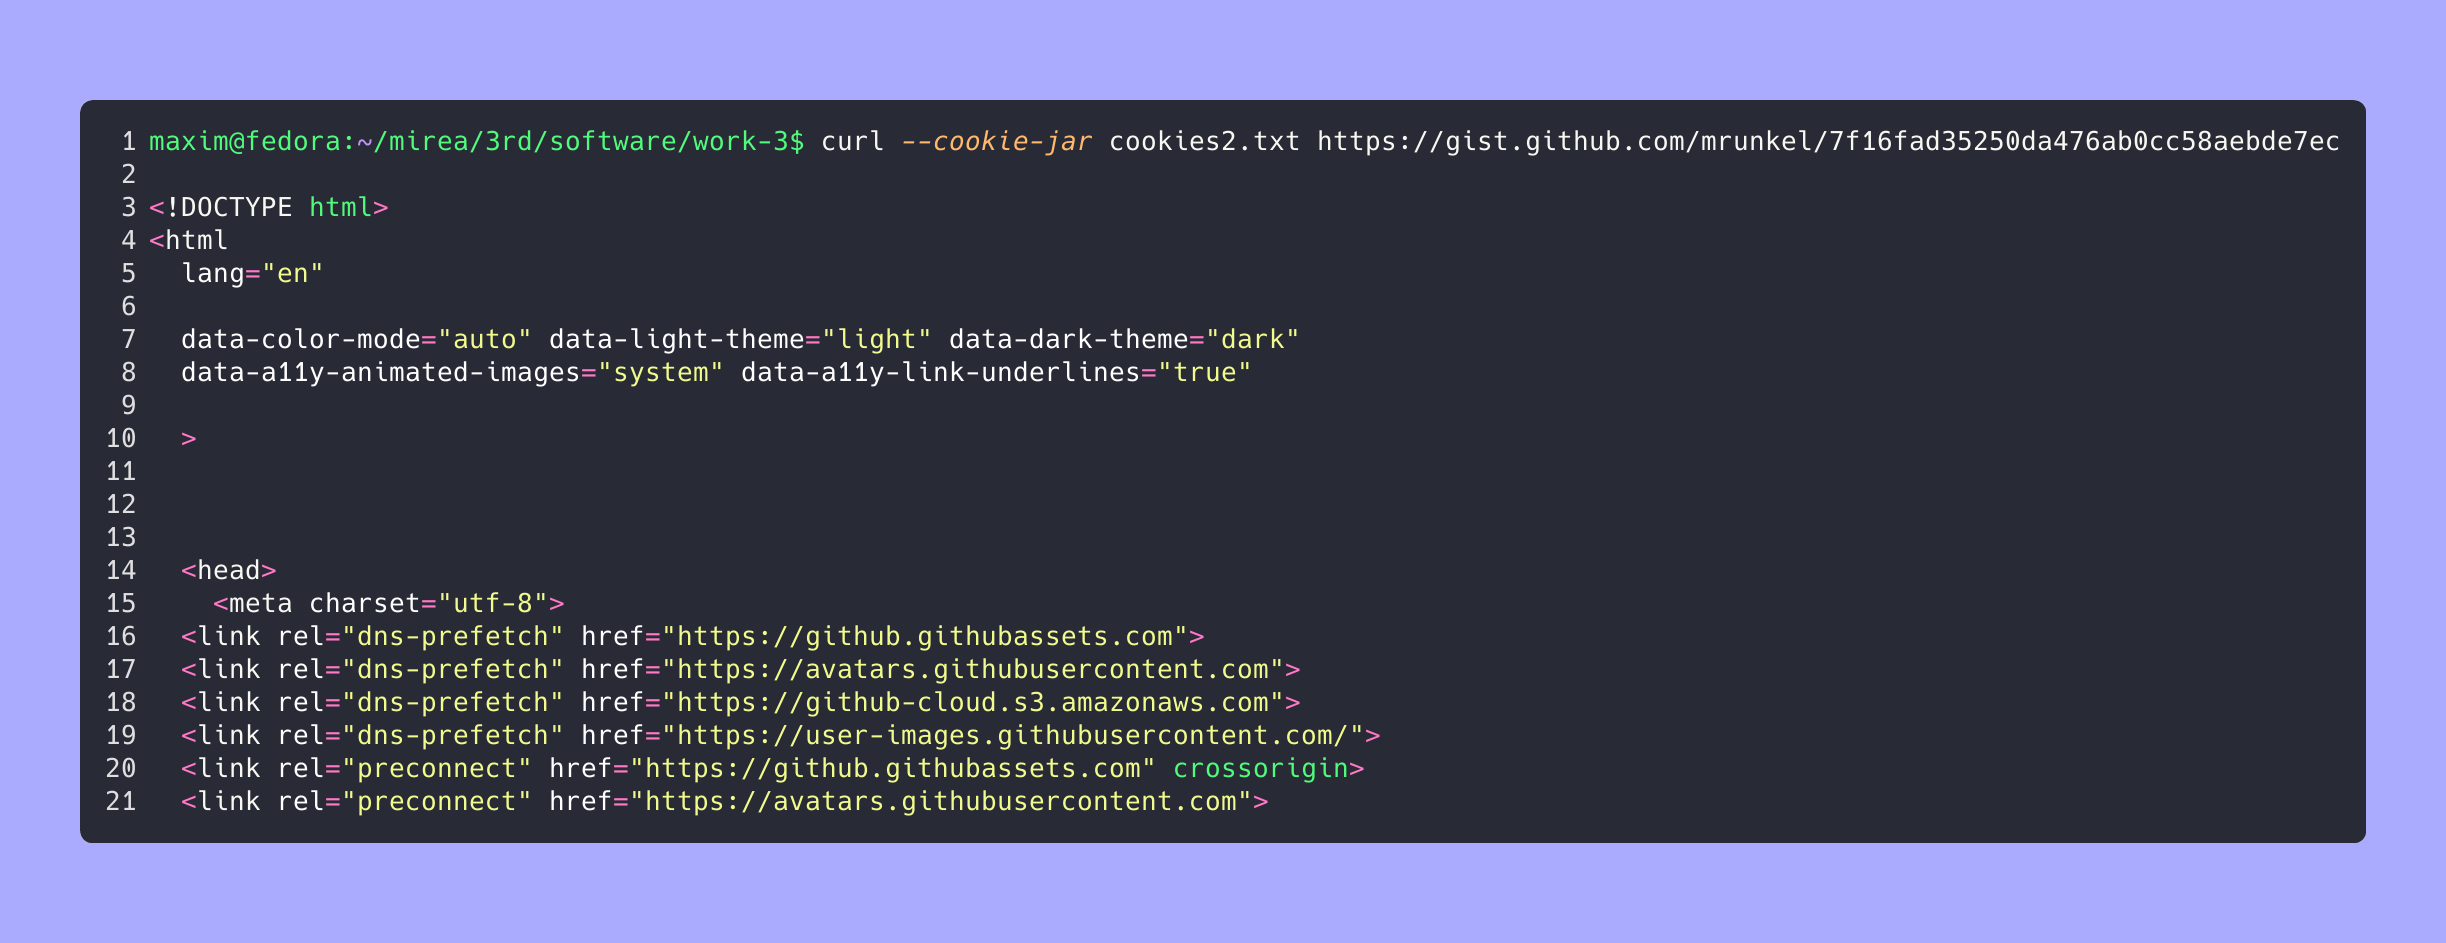 1 maxim@fedora:~/mirea/3rd/software/work-3$ curl --cookie-jar cookies2.txt https://gist.github.com/mrunkel/7f16fad35250da476ab0cc58aebde7ec
2
3 <!DOCTYPE html>
4 <html
5   lang="en"
6
7   data-color-mode="auto" data-light-theme="light" data-dark-theme="dark"
8   data-a11y-animated-images="system" data-a11y-link-underlines="true"
9
10   >
11
12
13
14   <head>
15     <meta charset="utf-8">
16   <link rel="dns-prefetch" href="https://github.githubassets.com">
17   <link rel="dns-prefetch" href="https://avatars.githubusercontent.com">
18   <link rel="dns-prefetch" href="https://github-cloud.s3.amazonaws.com">
19   <link rel="dns-prefetch" href="https://user-images.githubusercontent.com/">
20   <link rel="preconnect" href="https://github.githubassets.com" crossorigin>
21   <link rel="preconnect" href="https://avatars.githubusercontent.com">